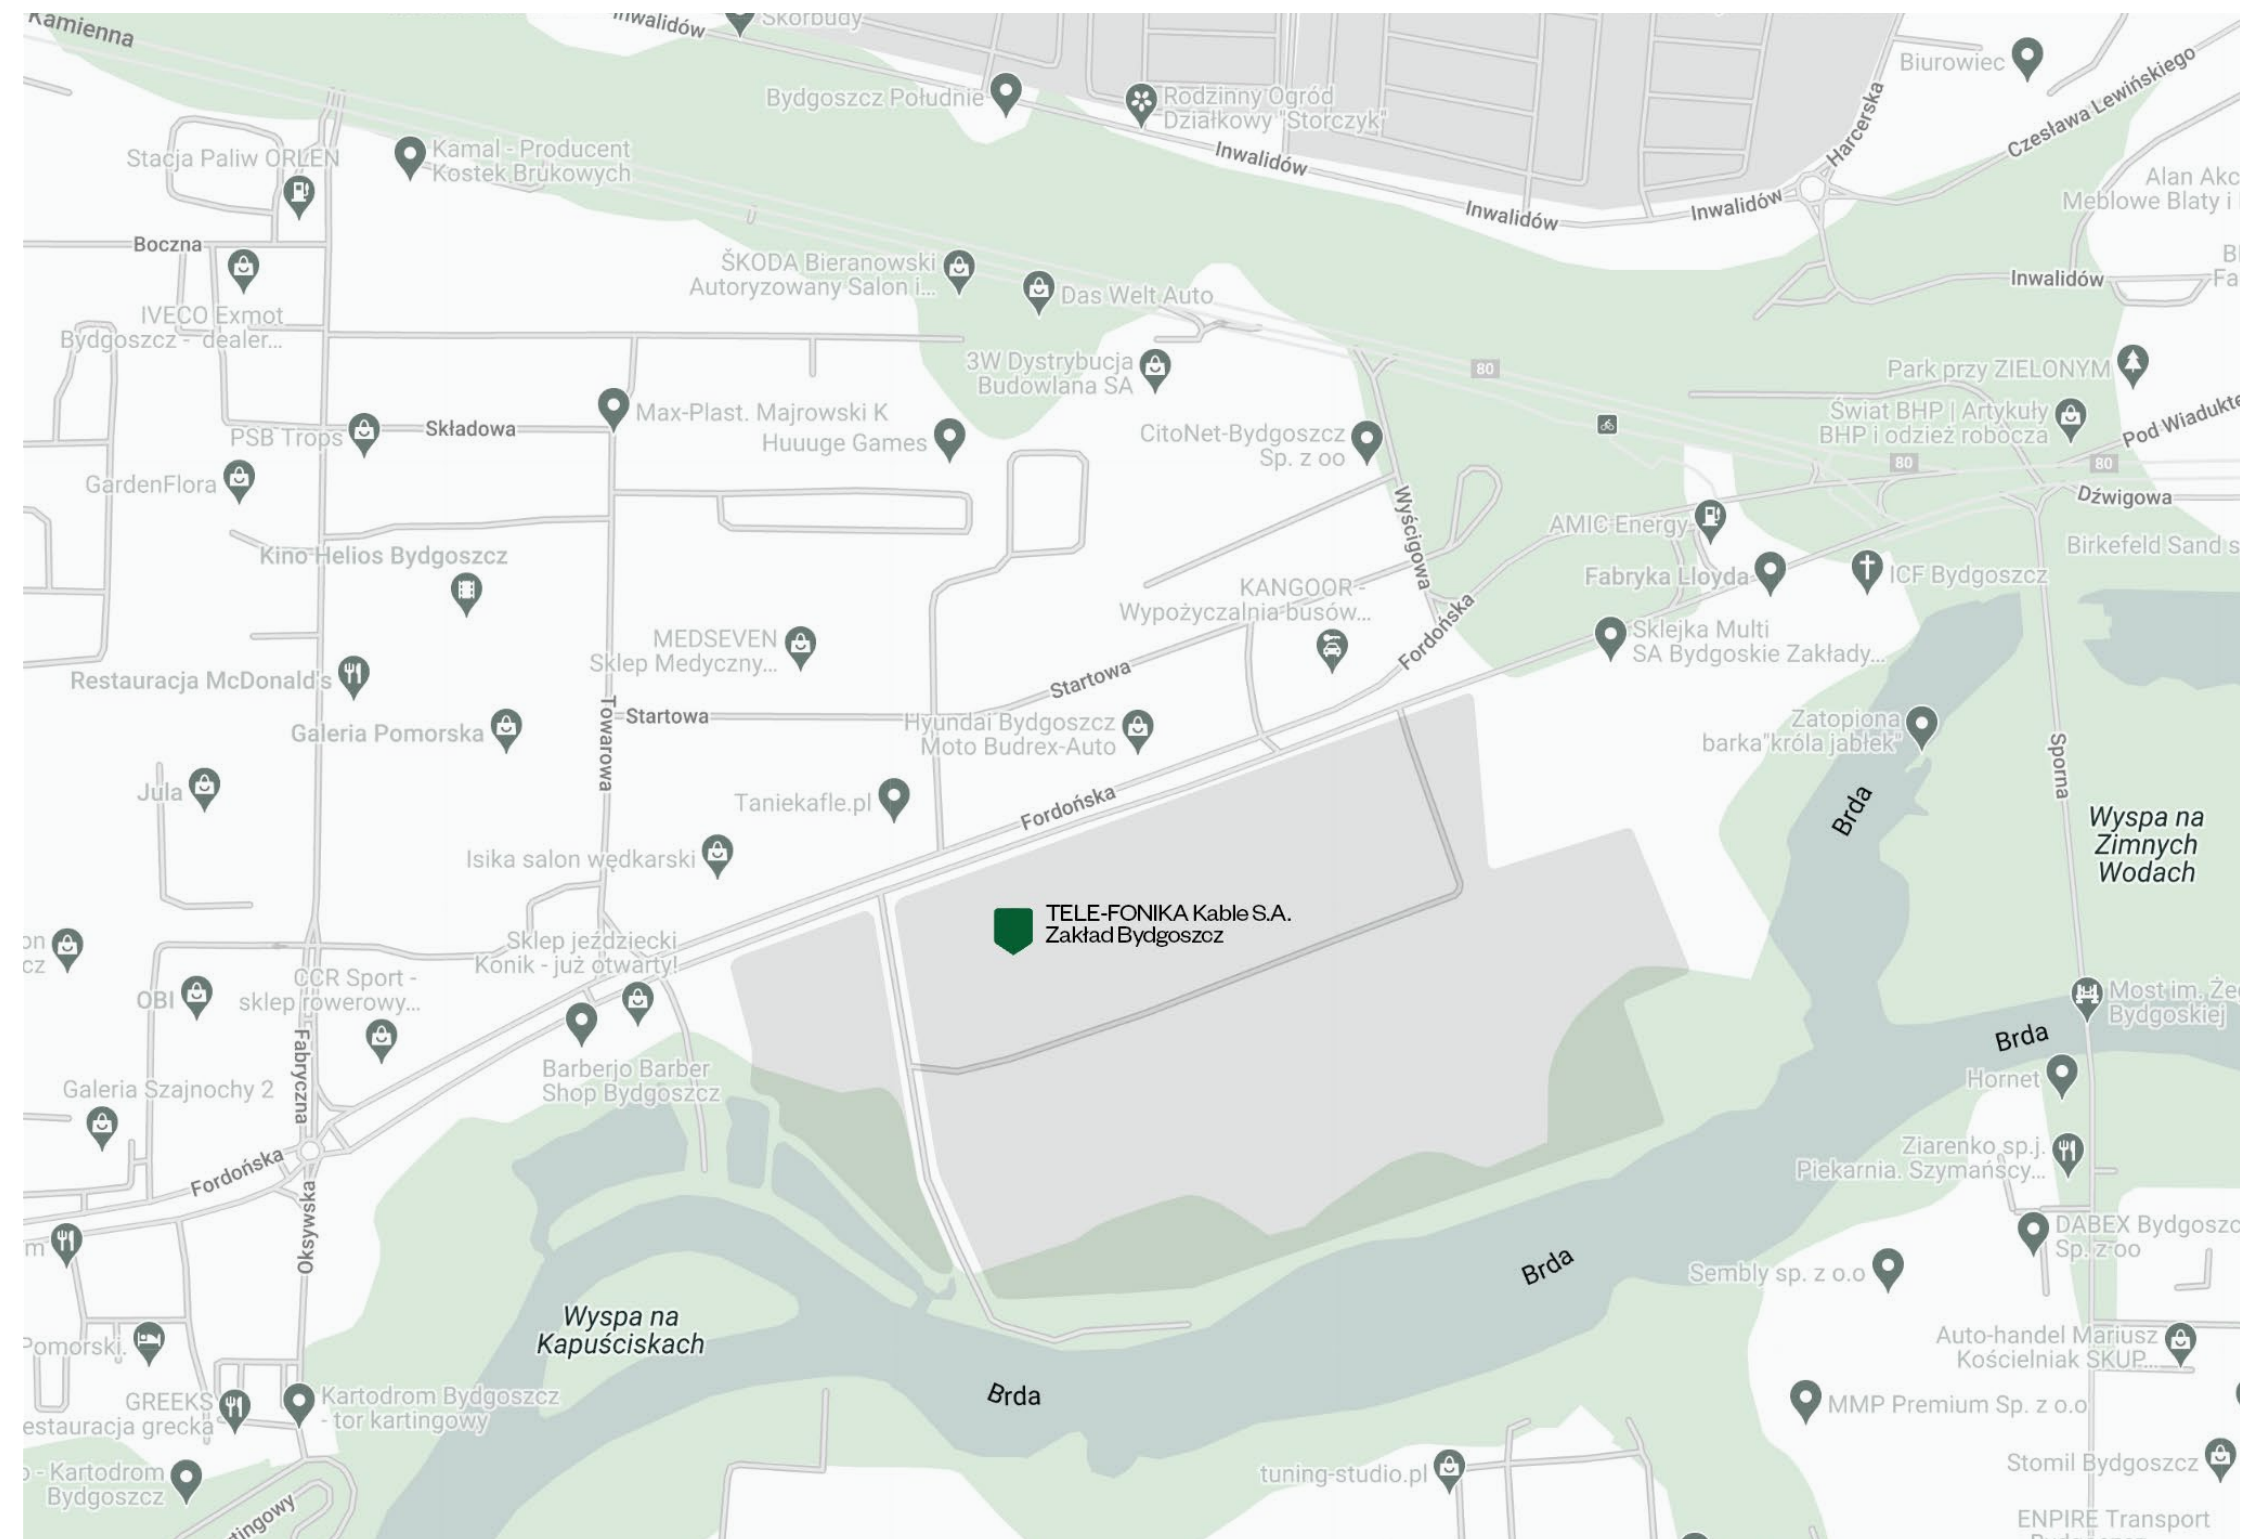 Kamienna
Inwalidów
Skorbudy
Biurowiec
Czesława Lewińskiego
Harcerska
Bydgoszcz Południe
Rodzinny Ogród
Działkowy "Storczyk"
Inwalidów
Inwalidów
Inwalidów
Alan Akc
Meblowe Blaty i
Stacja Paliw ORLEN
Kamal - Producent
Kostek Brukowych
Boczna
ŠKODA Bieranowski
Autoryzowany Salon i...
Das Welt Auto
Inwalidów
Fa
IVECO Exmot
Bydgoszcz - dealer...
3W Dystrybucja
Budowlana SA
80
Park przy ZIELONYM
Składowa
PSB Trops
Max-Plast. Majrowski K
Huuuge Games
CitoNet-Bydgoszcz
Sp. z oo
Świat BHP | Artykuły
BHP i odzież robocza
Pod Wiadukte
80
80
GardenFlora
Wyścigowa
Dźwigowa
AMIC Energy
Kino Helios Bydgoszcz
Birkefeld Sand s
Fabryka Lloyda
ICF Bydgoszcz
KANGOOR -
Wypożyczalnia busów...
Fordońska
MEDSEVEN
Sklep Medyczny...
Sklejka Multi
SA Bydgoskie Zakłady...
Restauracja McDonald's
Startowa
Startowa
Towarowa
Galeria Pomorska
Hyundai Bydgoszcz
Moto Budrex-Auto
Zatopiona
barka"króla jabłek"
Sporna
Jula
Taniekafle.pl
Fordońska
Brda
Wyspa na
Zimnych
Wodach
Isika salon wędkarski
TELE-FONIKA Kable S.A.
Zakład Bydgoszcz
on
cz
Sklep jeździecki
Konik - już otwarty!
OBI
CCR Sport -
sklep rowerowy...
Most im. Że
Bydgoskiej
Brda
Fabryczna
Barberjo Barber
Shop Bydgoszcz
Galeria Szajnochy 2
Hornet
Fordońska
Ziarenko sp.j.
Piekarnia. Szymańscy...
Oksywska
m
DABEX Bydgoszc
Sp. z oo
Brda
Sembly sp. z o.o
Wyspa na
Kapuściskach
Pomorski.
Auto-handel Mariusz
Kościelniak SKUP...
GREEKS
estauracja grecka
Kartodrom Bydgoszcz
- tor kartingowy
Brda
MMP Premium Sp. z o.o
- Kartodrom
Bydgoszcz
tuning-studio.pl
Stomil Bydgoszcz
tingowy
ENPIRE Transport